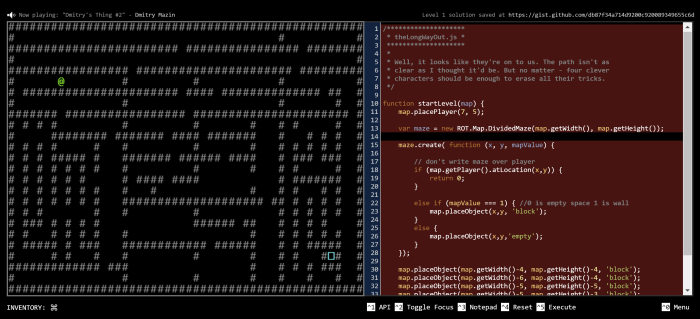 Now playing: "Dmitry's Thing #2" - Dmitry Mazin
Level 1 solution saved at https://gist.github.com/db87f34a714d9200c920089349655c6d
@
1 /*********************
2 * theLongWayOut.js *
3 *********************
4 *
5 * Well, it looks like they're on to us. The path isn't as
6 * clear as I thought it'd be. But no matter - four clever
7 * characters should be enough to erase all their tricks.
8 */
9
10 function startLevel(map) {
11 map.placePlayer(7, 5);
12
13 var maze = new ROT.Map.DividedMaze(map.getWidth(), map.getHeight());
14
15 maze.create( function (x, y, mapValue) {
16
17 // don't write maze over player
18 if (map.getPlayer().atLocation(x,y)) {
19 return 0;
20 }
21
22 else if (mapValue === 1) { //0 is empty space 1 is wall
23 map.placeObject(x,y, 'block');
24 }
25 else {
26 map.placeObject(x,y,'empty');
27 }
28 });
29
30 map.placeObject(map.getWidth()-4, map.getHeight()-4, 'block');
31 map.placeObject(map.getWidth()-6, map.getHeight()-4, 'block');
32 map.placeObject(map.getWidth()-5, map.getHeight()-5, 'block');
33 map.placeObject(map.getWidth()-5, map.getHeight()-3, 'block');
INVENTORY: ⌘
^1 API ^2 Toggle Focus ^3 Notepad ^4 Reset ^5 Execute ^0 Menu